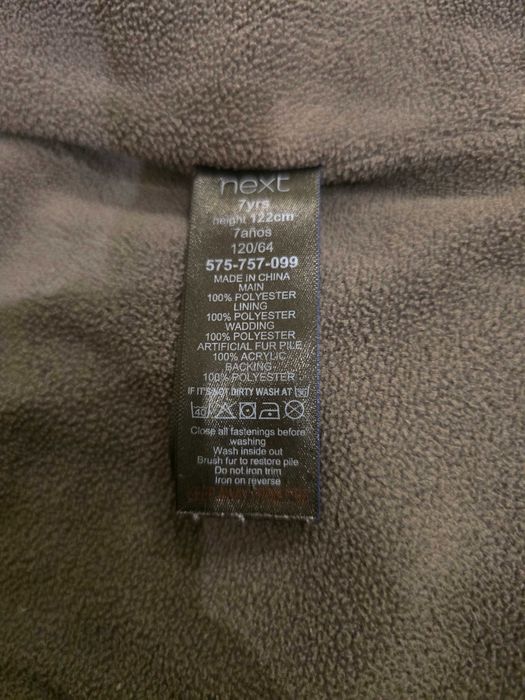 next
7yrs
height 122cm
7años
120/64
575-757-099
MADE IN CHINA
MAIN
100% POLYESTER
LINING
100% POLYESTER
WADDING
100% POLYESTER
ARTIFICIAL FUR PILE
100% ACRYLIC
BACKING
100% POLYESTER
IF IT'S NOT DIRTY WASH AT 30
40
Close all fastenings before
washing
Wash inside out
Brush fur to restore pile
Do not iron trim
Iron on reverse